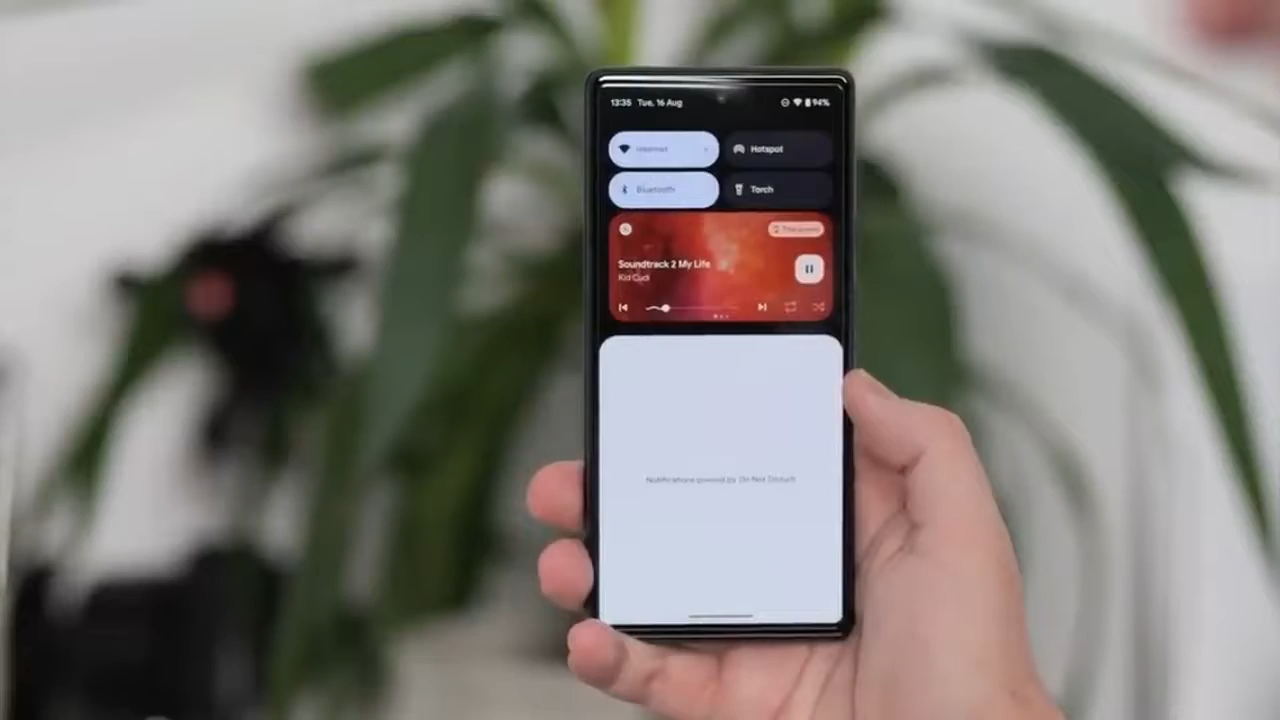 13:35 Tue, 16 Aug 94%
Internet Hotspot
Bluetooth Torch
This phone
Soundtrack 2 My Life
Kid Cudi
Notifications paused by Do Not Disturb